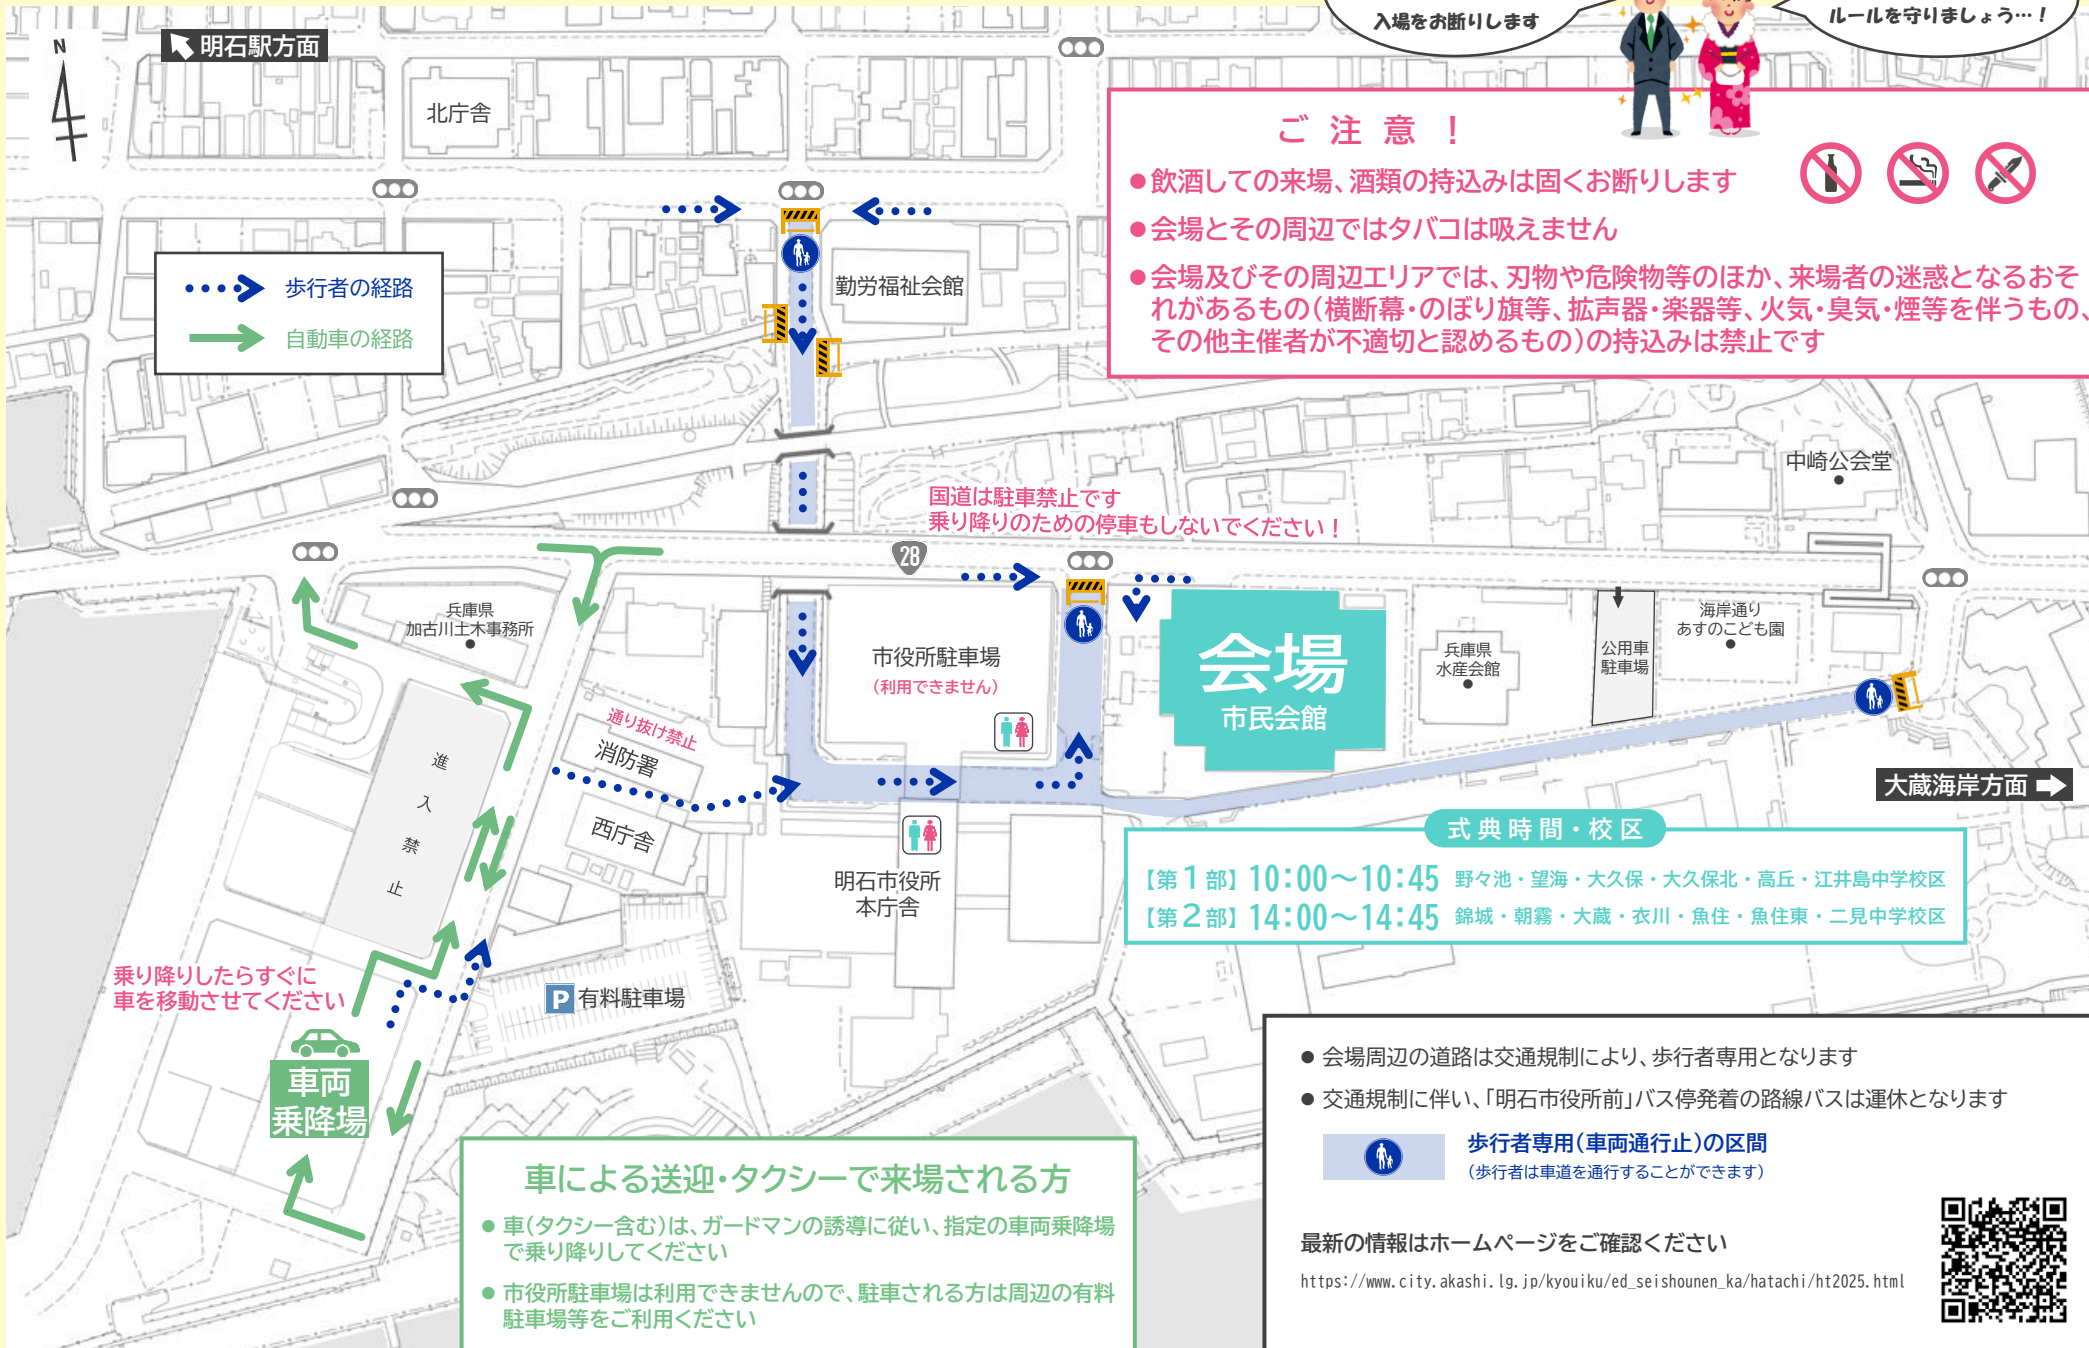 入場をお断りします
ルールを守りましょう…！
N
明石駅方面
北庁舎
ご注意！
●飲酒しての来場、酒類の持込みは固くお断りします
●会場とその周辺ではタバコは吸えません
●会場及びその周辺エリアでは、刃物や危険物等のほか、来場者の迷惑となるおそ
れがあるもの（横断幕・のぼり旗等、拡声器・楽器等、火気・臭気・煙等を伴うもの、
その他主催者が不適切と認めるもの）の持込みは禁止です
歩行者の経路
自動車の経路
勤労福祉会館
中崎公会堂
国道は駐車禁止です
乗り降りのための停車もしないでください！
28
兵庫県
加古川土木事務所
市役所駐車場
（利用できません）
会場
市民会館
兵庫県
水産会館
公用車
駐車場
海岸通り
あすのこども園
通り抜け禁止
消防署
西庁舎
進入禁止
大蔵海岸方面
明石市役所
本庁舎
式典時間・校区
【第1部】10:00～10:45 野々池・望海・大久保・大久保北・高丘・江井島中学校区
【第2部】14:00～14:45 錦城・朝霧・大蔵・衣川・魚住・魚住東・二見中学校区
乗り降りしたらすぐに
車を移動させてください
P 有料駐車場
車両
乗降場
車による送迎・タクシーで来場される方
●車（タクシー含む）は、ガードマンの誘導に従い、指定の車両乗降場
で乗り降りしてください
●市役所駐車場は利用できませんので、駐車される方は周辺の有料
駐車場等をご利用ください
●会場周辺の道路は交通規制により、歩行者専用となります
●交通規制に伴い、「明石市役所前」バス停発着の路線バスは運休となります
歩行者専用（車両通行止）の区間
（歩行者は車道を通行することができます）
最新の情報はホームページをご確認ください
https://www.city.akashi.lg.jp/kyouiku/ed_seishounen_ka/hatachi/ht2025.html